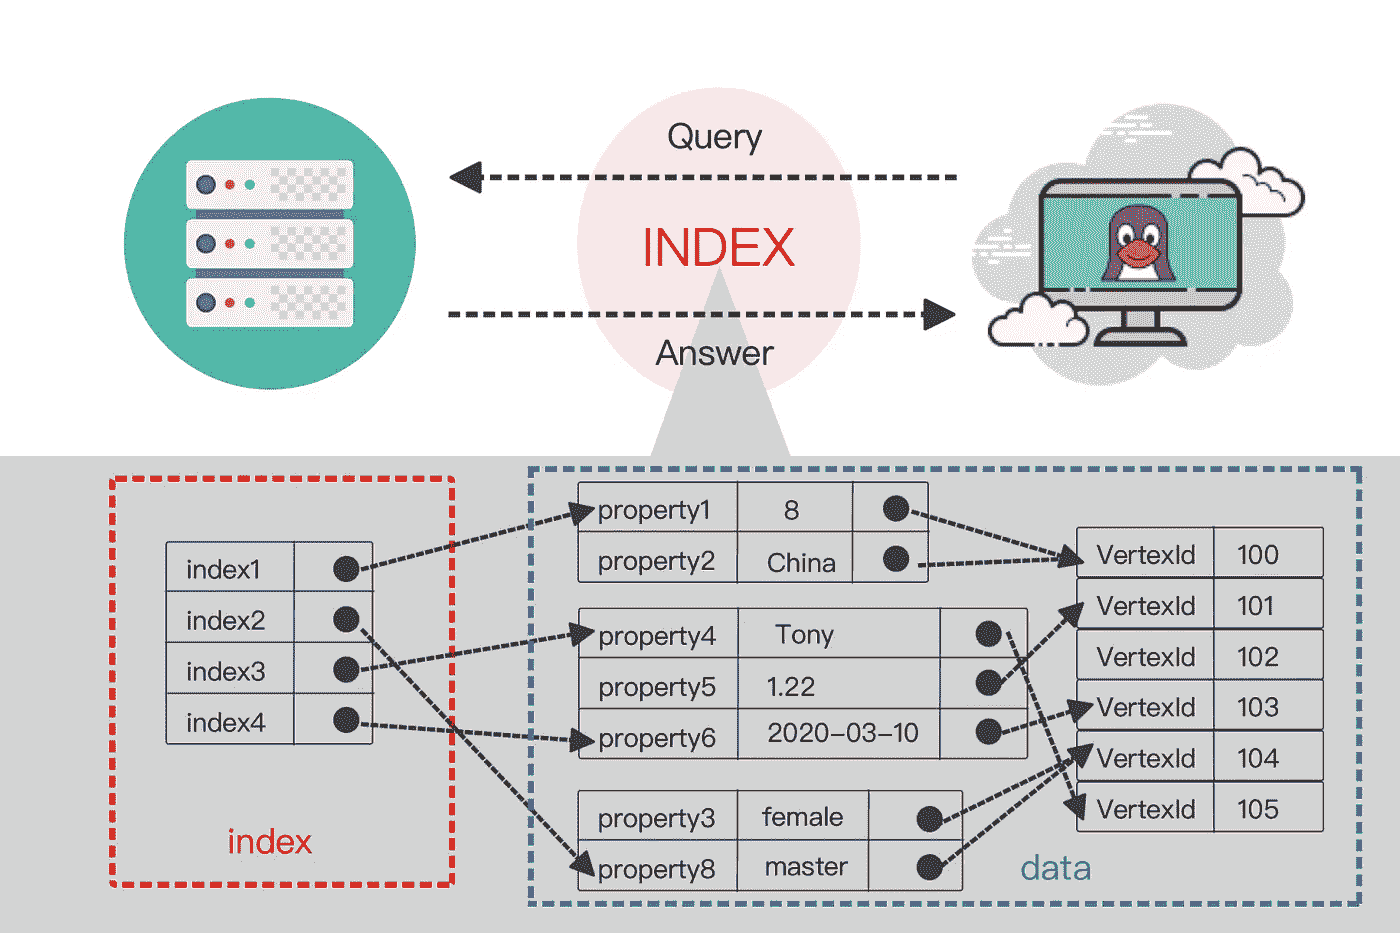 Query
INDEX
Answer
index1
index2
index3
index4
index
property1 8
property2 China
property4 Tony
property5 1.22
property6 2020-03-10
property3 female
property8 master
VertexId 100
VertexId 101
VertexId 102
VertexId 103
VertexId 104
VertexId 105
data